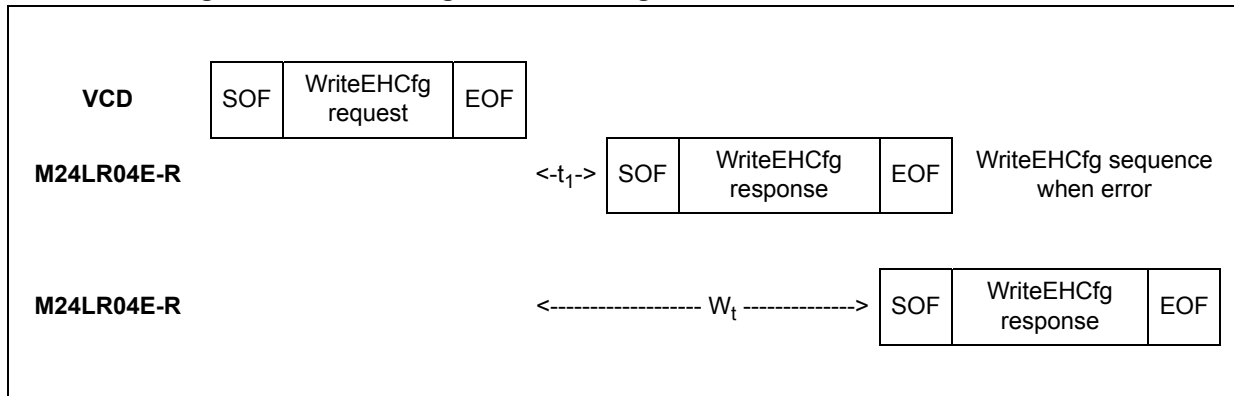 VCD
SOF
WriteEHCfg
request
EOF
M24LR04E-R
<-t1->
SOF
WriteEHCfg
response
EOF
WriteEHCfg sequence
when error
M24LR04E-R
<------------------- Wt -------------->
SOF
WriteEHCfg
response
EOF